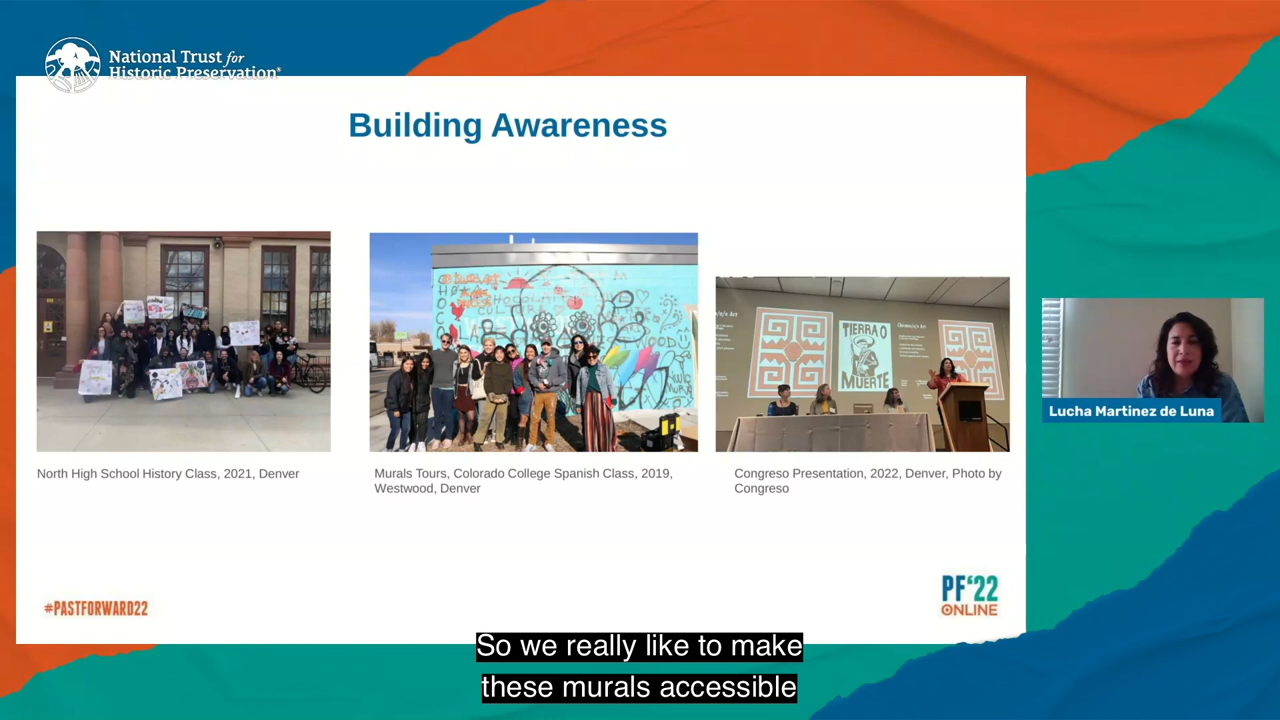 National Trust for
Historic Preservation®
Building Awareness
TIERRA O
MUERTE
North High School History Class, 2021, Denver
Murals Tours, Colorado College Spanish Class, 2019,
Westwood, Denver
Congreso Presentation, 2022, Denver, Photo by
Congreso
Lucha Martinez de Luna
#PASTFORWARD22
PF‘22
ONLINE
So we really like to make
these murals accessible